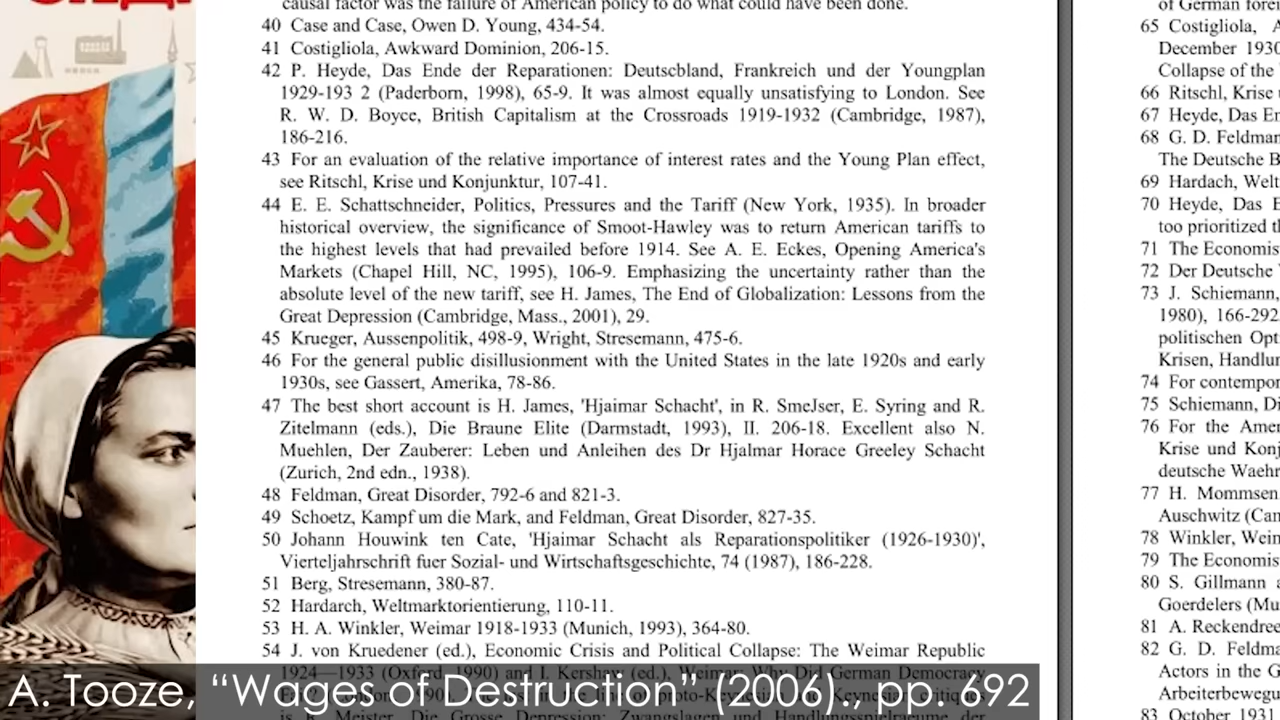 causal factor was the failure of American policy to do what could have been done.
40 Case and Case, Owen D. Young, 434-54.
41 Costigliola, Awkward Dominion, 206-15.
42 P. Heyde, Das Ende der Reparationen: Deutscbland, Frankreich und der Youngplan
1929-193 2 (Paderborn, 1998), 65-9. It was almost equally unsatisfying to London. See
R. W. D. Boyce, British Capitalism at the Crossroads 1919-1932 (Cambridge, 1987),
186-216.
43 For an evaluation of the relative importance of interest rates and the Young Plan effect,
see Ritschl, Krise und Konjunktur, 107-41.
44 E. E. Schattschneider, Politics, Pressures and the Tariff (New York, 1935). In broader
historical overview, the significance of Smoot-Hawley was to return American tariffs to
the highest levels that had prevailed before 1914. See A. E. Eckes, Opening America's
Markets (Chapel Hill, NC, 1995), 106-9. Emphasizing the uncertainty rather than the
absolute level of the new tariff, see H. James, The End of Globalization: Lessons from the
Great Depression (Cambridge, Mass., 2001), 29.
45 Krueger, Aussenpolitik, 498-9, Wright, Stresemann, 475-6.
46 For the general public disillusionment with the United States in the late 1920s and early
1930s, see Gassert, Amerika, 78-86.
47 The best short account is H. James, 'Hjaimar Schacht', in R. SmeJser, E. Syring and R.
Zitelmann (eds.), Die Braune Elite (Darmstadt, 1993), II. 206-18. Excellent also N.
Muehlen, Der Zauberer: Leben und Anleihen des Dr Hjalmar Horace Greeley Schacht
(Zurich, 2nd edn., 1938).
48 Feldman, Great Disorder, 792-6 and 821-3.
49 Schoetz, Kampf um die Mark, and Feldman, Great Disorder, 827-35.
50 Johann Houwink ten Cate, 'Hjaimar Schacht als Reparationspolitiker (1926-1930)',
Vierteljahrschrift fuer Sozial- und Wirtschaftsgeschichte, 74 (1987), 186-228.
51 Berg, Stresemann, 380-87.
52 Hardarch, Weltmarktorientierung, 110-11.
53 H. A. Winkler, Weimar 1918-1933 (Munich, 1993), 364-80.
54 J. von Kruedener (ed.), Economic Crisis and Political Collapse: The Weimar Republic
1924—1933 (Oxford, 1990) and I. Kershaw (ed.), Weimar: Why Did German Democracy
of German
65 Costigliola,
December 1930
Collapse of the
66 Ritschl, Krise
67 Heyde, Das
68 G. D. Feldman
The Deutsche
69 Hardach,
70 Heyde, Das
too prioritized
71 The
72 Der Deutsche
73 J. Schiemann,
1980), 166-292
politischen
Krisen,
74 For
75 Schiemann,
76 For the
Krise und
deutsche
77 H. Mommsen
Auschwitz
78 Winkler,
79 The
80 S. Gillmann
Goerdelers
81 A.
82 G. D.
Actors in the
83 October 1931
A. Tooze, “Wages of Destruction” (2006)., pp. 692